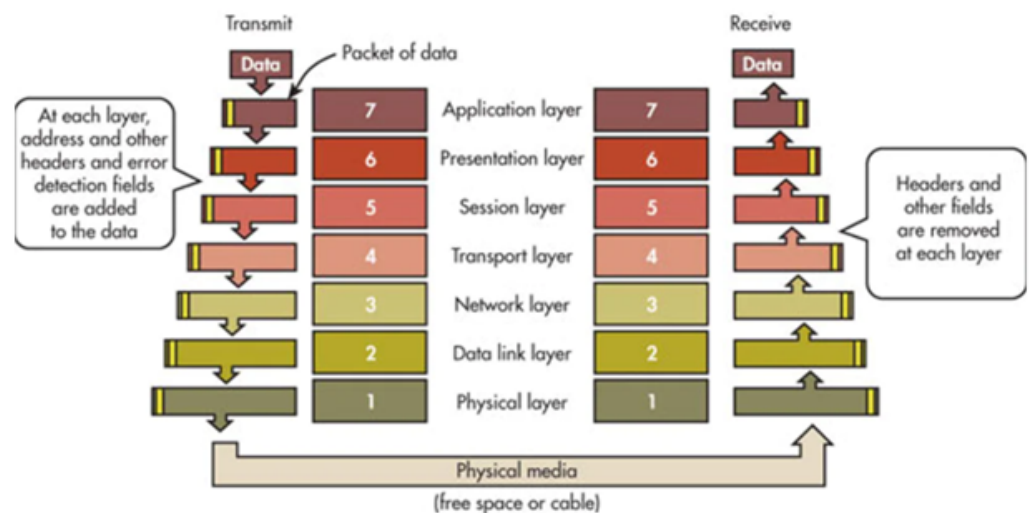 Transmit
Receive
Data
Packet of data
Data
At each layer,
address and other
headers and error
detection fields
are added
to the data
7 Application layer 7
6 Presentation layer 6
5 Session layer 5
4 Transport layer 4
3 Network layer 3
2 Data link layer 2
1 Physical layer 1
Headers and
other fields
are removed
at each layer
Physical media
(free space or cable)